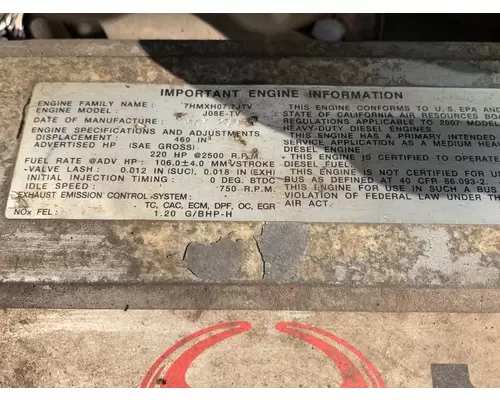 IMPORTANT ENGINE INFORMATION
ENGINE FAMILY NAME : 7HMXH07.7JTV
ENGINE MODEL : J08E-TV
DATE OF MANUFACTURE :
ENGINE SPECIFICATIONS AND ADJUSTMENTS
DISPLACEMENT : 460 IN³
ADVERTISED HP (SAE GROSS) :
220 HP @2500 R.P.M.
FUEL RATE @ADV HP : 106.0±4.0 MM³/STROKE
VALVE LASH : 0.012 IN (SUC), 0.018 IN (EXH)
INITIAL INJECTION TIMING : 0 DEG. BTDC
IDLE SPEED : 750 R.P.M.
EXHAUST EMISSION CONTROL SYSTEM :
TC, CAC, ECM, DPF, OC, EGR
NOx FEL : 1.20 G/BHP-H
THIS ENGINE CONFORMS TO U.S. EPA AND
STATE OF CALIFORNIA AIR RESOURCES
REGULATIONS APPLICABLE TO 2007 MODEL
HEAVY-DUTY DIESEL ENGINES.
THIS ENGINE HAS A PRIMARY INTENDED
SERVICE APPLICATION AS A MEDIUM HEAVY
DIESEL ENGINE.
THIS ENGINE IS CERTIFIED TO OPERATE
DIESEL FUEL.
THIS ENGINE IS NOT CERTIFIED FOR USE
BUS AS DEFINED AT 40 CFR 86.093-2.
THIS ENGINE FOR USE IN SUCH A BUS
VIOLATION OF FEDERAL LAW UNDER THE
AIR ACT.